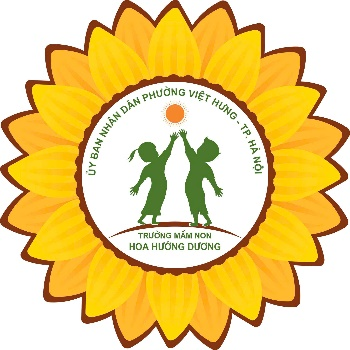 ỦY BAN NHÂN DÂN PHƯỜNG VIỆT HƯNG - TP. HÀ NỘI
TRƯỜNG MẦM NON
HOA HƯỚNG DƯƠNG